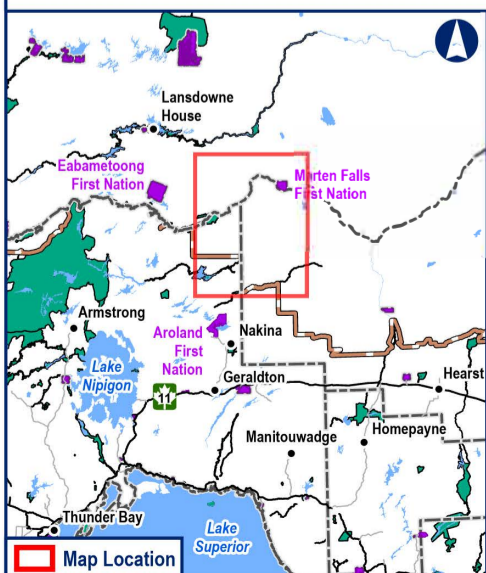 Lansdowne
House
Eabametoong
First Nation
Marten Falls
First Nation
Armstrong
Aroland
First
Nation
Nakina
Lake
Nipigon
11
Geraldton
Hearst
Manitouwadge
Homepayne
Thunder Bay
Lake
Superior
Map Location